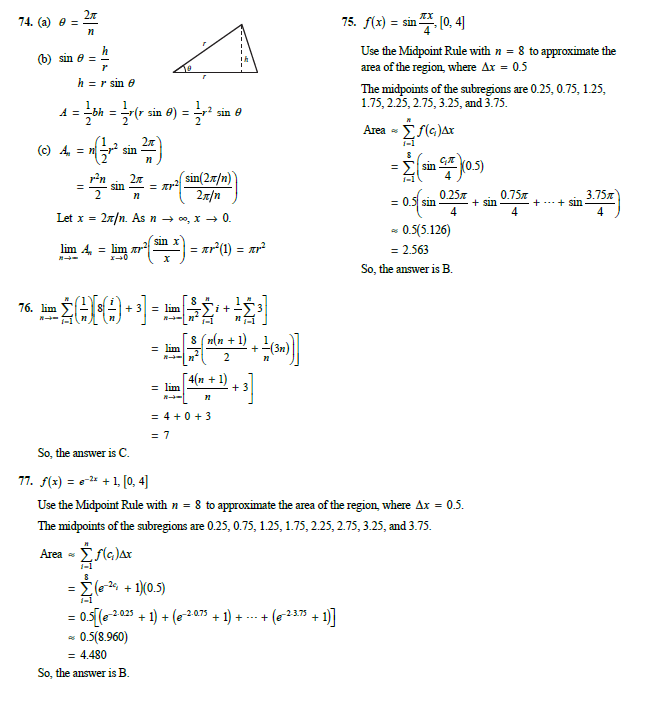 74. (a) θ = 2π/n
(b) sin θ = h/r
h = r sin θ
A = 1/2 bh = 1/2 r(r sin θ) = 1/2 r² sin θ
r
h
θ
r
(c) Aₙ = n(1/2 r² sin 2π/n)
= r²n/2 sin 2π/n = πr²(sin(2π/n)/(2π/n))
Let x = 2π/n. As n → ∞, x → 0.
lim n→∞ Aₙ = lim x→0 πr²(sin x/x) = πr²(1) = πr²
75. f(x) = sin πx/4, [0, 4]
Use the Midpoint Rule with n = 8 to approximate the
area of the region, where Δx = 0.5
The midpoints of the subregions are 0.25, 0.75, 1.25,
1.75, 2.25, 2.75, 3.25, and 3.75.
Area ≈ ∑ i=1 n f(cᵢ)Δx
= ∑ i=1 8 (sin cᵢπ/4)(0.5)
= 0.5(sin 0.25π/4 + sin 0.75π/4 + ⋯ + sin 3.75π/4)
≈ 0.5(5.126)
= 2.563
So, the answer is B.
76. lim n→∞ ∑ i=1 n (1/n)[8(i/n) + 3] = lim n→∞ [8/n² ∑ i=1 n i + 1/n ∑ i=1 n 3]
= lim n→∞ [8/n² (n(n + 1)/2 + 1/n (3n))]
= lim n→∞ [4(n + 1)/n + 3]
= 4 + 0 + 3
= 7
So, the answer is C.
77. f(x) = e⁻²ˣ + 1, [0, 4]
Use the Midpoint Rule with n = 8 to approximate the area of the region, where Δx = 0.5.
The midpoints of the subregions are 0.25, 0.75, 1.25, 1.75, 2.25, 2.75, 3.25, and 3.75.
Area ≈ ∑ i=1 n f(cᵢ)Δx
= ∑ i=1 8 (e^(-2cᵢ) + 1)(0.5)
= 0.5[(e^(-2·0.25) + 1) + (e^(-2·0.75) + 1) + ⋯ + (e^(-2·3.75) + 1)]
≈ 0.5(8.960)
= 4.480
So, the answer is B.